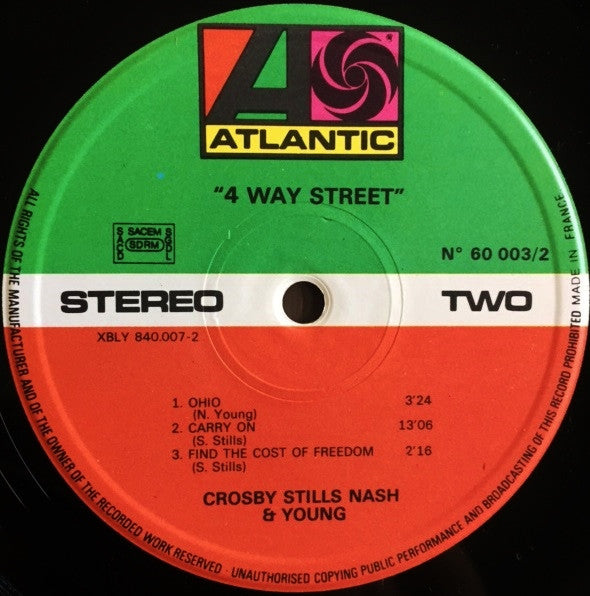 ATLANTIC
"4 WAY STREET"
SACD
SACEM
SDRM
SGDL
N° 60 003/2
STEREO
TWO
XBLY 840.007-2
1. OHIO 3'24
(N. Young)
2. CARRY ON 13'06
(S. Stills)
3. FIND THE COST OF FREEDOM 2'16
(S. Stills)
CROSBY STILLS NASH
& YOUNG
ALL RIGHTS OF THE MANUFACTURER AND OF THE OWNER OF THE RECORDED WORK RESERVED - UNAUTHORISED COPYING PUBLIC PERFORMANCE AND BROADCASTING OF THIS RECORD PROHIBITED MADE IN FRANCE